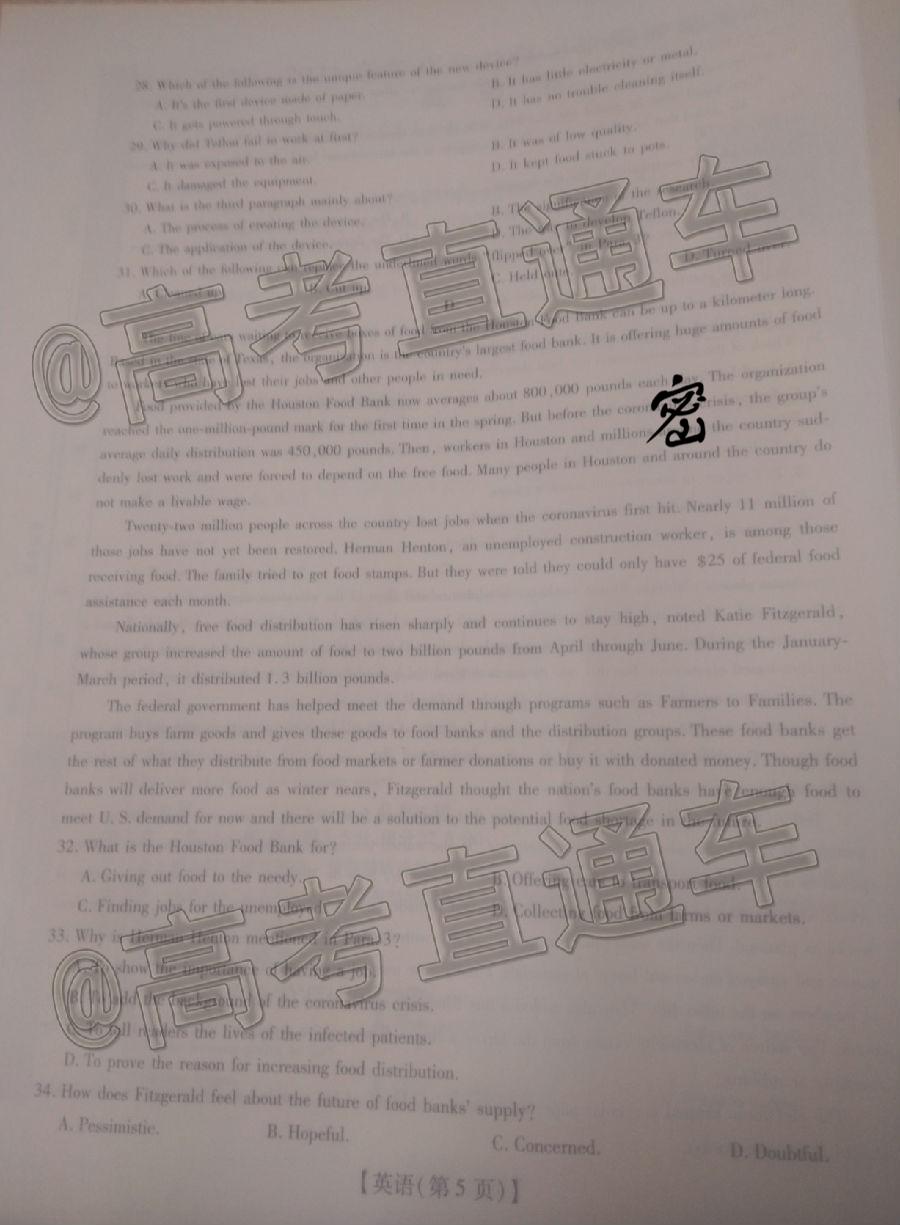 28. Which of the following is the unique feature of the new device?
A. It's the first device made of paper. B. It has little electricity or metal.
C. It gets powered through touch. D. It has no trouble cleaning itself.
29. Why did Teflon fail to work at first?
A. It was exposed to the air. B. It was of low quality.
C. It damaged the equipment. D. It kept food stuck to pots.
30. What is the third paragraph mainly about?
A. The process of creating the device. B. The of the research.
C. The application of the device. D. The to develop Teflon.
31. Which of the following can replace the underlined words "flipped over" in Para.
A. Cleaned up. B. Cut up. C. Held out. D. Turned over.
D
The line of cars waiting to receive boxes of food from the Houston Food Bank can be up to a kilometer long.
Based in the state of Texas, the organization is the country's largest food bank. It is offering huge amounts of food
to workers who have lost their jobs and other people in need.
Food provided by the Houston Food Bank now averages about 800,000 pounds each day. The organization
reached the one-million-pound mark for the first time in the spring. But before the coron 密 risis, the group's
average daily distribution was 450,000 pounds. Then, workers in Houston and millions the country sud-
denly lost work and were forced to depend on the free food. Many people in Houston and around the country do
not make a livable wage.
Twenty-two million people across the country lost jobs when the coronavirus first hit. Nearly 11 million of
those jobs have not yet been restored. Herman Henton, an unemployed construction worker, is among those
receiving food. The family tried to get food stamps. But they were told they could only have $25 of federal food
assistance each month.
Nationally, free food distribution has risen sharply and continues to stay high, noted Katie Fitzgerald,
whose group increased the amount of food to two billion pounds from April through June. During the January-
March period, it distributed 1.3 billion pounds.
The federal government has helped meet the demand through programs such as Farmers to Families. The
program buys farm goods and gives these goods to food banks and the distribution groups. These food banks get
the rest of what they distribute from food markets or farmer donations or buy it with donated money. Though food
banks will deliver more food as winter nears, Fitzgerald thought the nation's food banks have enough food to
meet U.S. demand for now and there will be a solution to the potential food shortage in the future.
32. What is the Houston Food Bank for?
A. Giving out food to the needy. B. Offering cars to transport food.
C. Finding jobs for the unemployed. D. Collecting food from farms or markets.
33. Why is Herman Henton mentioned in Para. 3?
A. To show the importance of having a job.
B. To add the background of the coronavirus crisis.
C. To tell readers the lives of the infected patients.
D. To prove the reason for increasing food distribution.
34. How does Fitzgerald feel about the future of food banks' supply?
A. Pessimistic. B. Hopeful. C. Concerned. D. Doubtful.
【英语(第5页)】
@高考直通车
@高考直通车